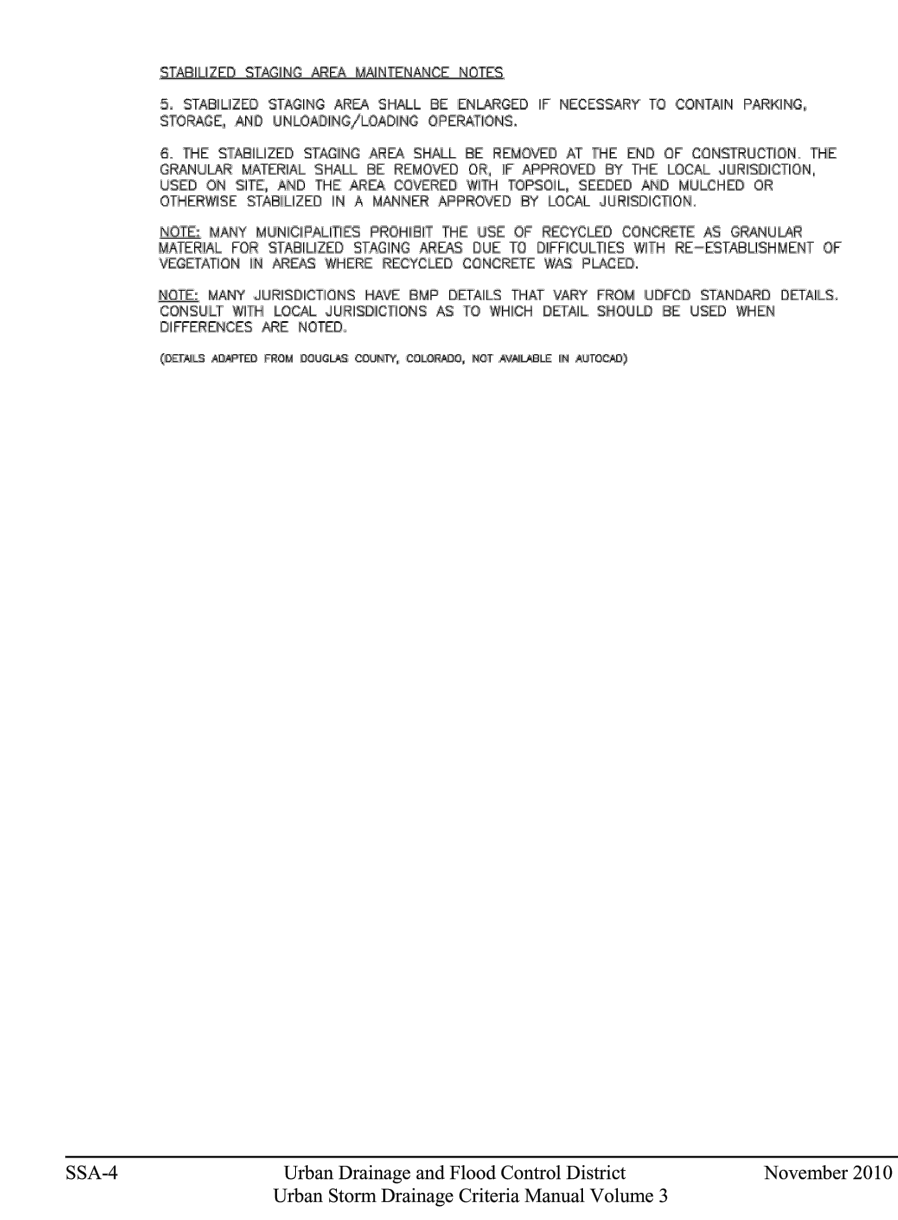 STABILIZED STAGING AREA MAINTENANCE NOTES
5. STABILIZED STAGING AREA SHALL BE ENLARGED IF NECESSARY TO CONTAIN PARKING,
STORAGE, AND UNLOADING/LOADING OPERATIONS.
6. THE STABILIZED STAGING AREA SHALL BE REMOVED AT THE END OF CONSTRUCTION. THE
GRANULAR MATERIAL SHALL BE REMOVED OR, IF APPROVED BY THE LOCAL JURISDICTION,
USED ON SITE, AND THE AREA COVERED WITH TOPSOIL, SEEDED AND MULCHED OR
OTHERWISE STABILIZED IN A MANNER APPROVED BY LOCAL JURISDICTION.
NOTE: MANY MUNICIPALITIES PROHIBIT THE USE OF RECYCLED CONCRETE AS GRANULAR
MATERIAL FOR STABILIZED STAGING AREAS DUE TO DIFFICULTIES WITH RE-ESTABLISHMENT OF
VEGETATION IN AREAS WHERE RECYCLED CONCRETE WAS PLACED.
NOTE: MANY JURISDICTIONS HAVE BMP DETAILS THAT VARY FROM UDFCD STANDARD DETAILS.
CONSULT WITH LOCAL JURISDICTIONS AS TO WHICH DETAIL SHOULD BE USED WHEN
DIFFERENCES ARE NOTED.
(DETAILS ADAPTED FROM DOUGLAS COUNTY, COLORADO, NOT AVAILABLE IN AUTOCAD)
SSA-4 Urban Drainage and Flood Control District November 2010
Urban Storm Drainage Criteria Manual Volume 3